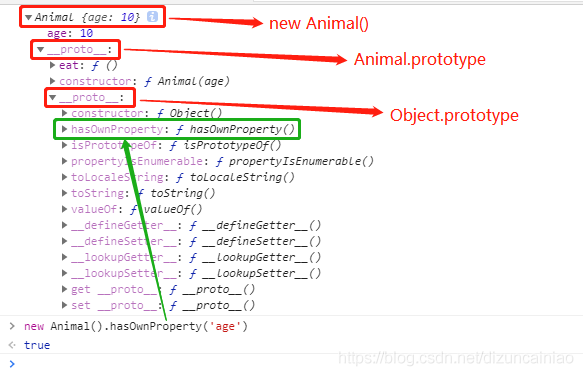 Animal {age: 10} i
new Animal()
age: 10
__proto__:
Animal.prototype
eat: ƒ ()
constructor: ƒ Animal(age)
__proto__:
Object.prototype
constructor: ƒ Object()
hasOwnProperty: ƒ hasOwnProperty()
isPrototypeOf: ƒ isPrototypeOf()
propertyIsEnumerable: ƒ propertyIsEnumerable()
toLocaleString: ƒ toLocaleString()
toString: ƒ toString()
valueOf: ƒ valueOf()
__defineGetter__: ƒ __defineGetter__()
__defineSetter__: ƒ __defineSetter__()
__lookupGetter__: ƒ __lookupGetter__()
__lookupSetter__: ƒ __lookupSetter__()
get __proto__: ƒ __proto__()
set __proto__: ƒ __proto__()
> new Animal().hasOwnProperty('age')
true
https://blog.csdn.net/dizuncainiao